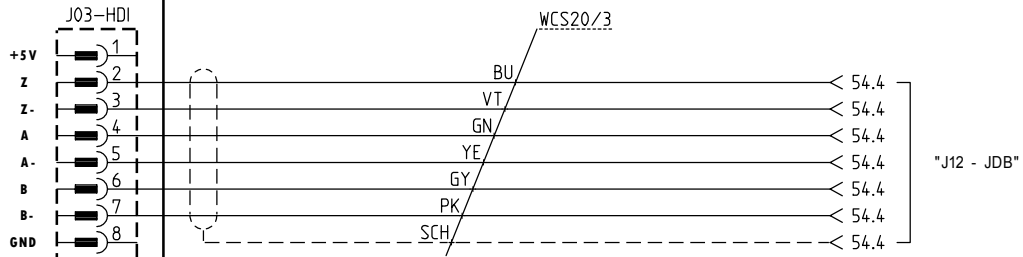 J03-HDI
WCS20/3
+5V 1
Z 2 BU 54.4
Z- 3 VT 54.4
A 4 GN 54.4
A- 5 YE 54.4 "J12 - JDB"
B 6 GY 54.4
B- 7 PK 54.4
GND 8 SCH 54.4